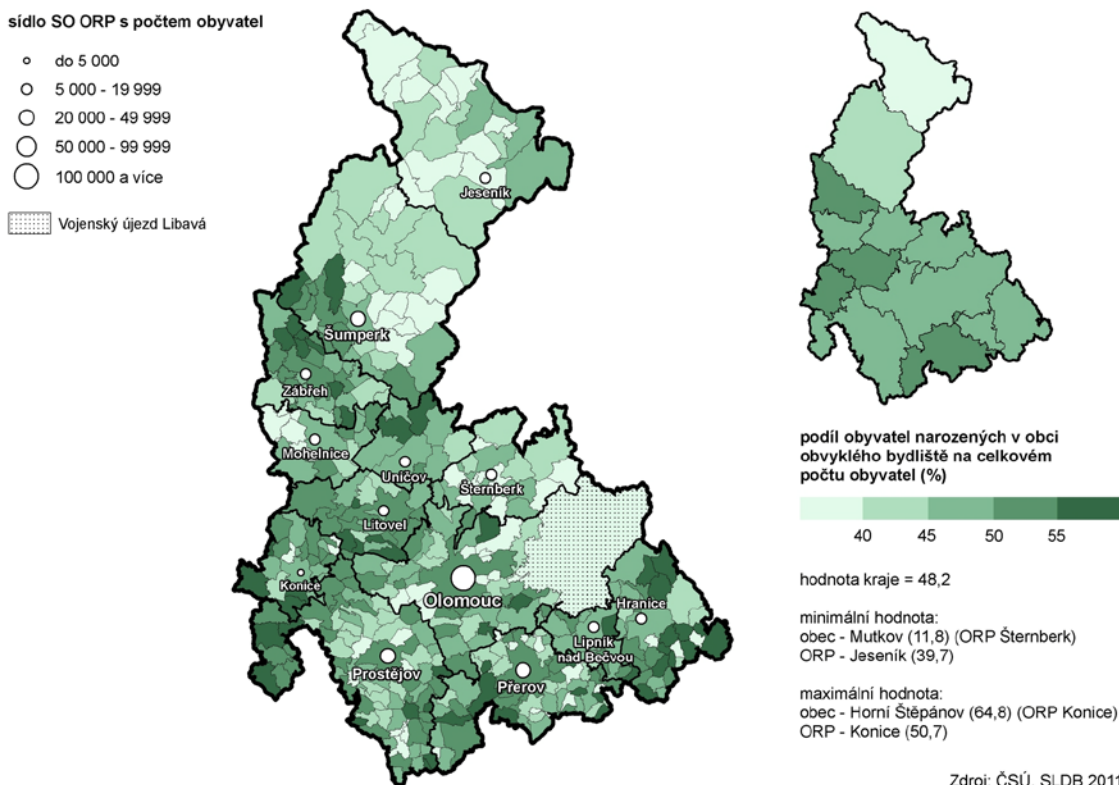 sídlo SO ORP s počtem obyvatel
do 5 000
5 000 - 19 999
20 000 - 49 999
50 000 - 99 999
100 000 a více
Vojenský újezd Libavá
Jeseník
Šumperk
Zábřeh
Mohelnice
Uničov
Šternberk
Litovel
Konice
Olomouc
Hranice
Lipník
nad Bečvou
Prostějov
Přerov
podíl obyvatel narozených v obci
obvyklého bydliště na celkovém
počtu obyvatel (%)
40 45 50 55
hodnota kraje = 48,2
minimální hodnota:
obec - Mutkov (11,8) (ORP Šternberk)
ORP - Jeseník (39,7)
maximální hodnota:
obec - Horní Štěpánov (64,8) (ORP Konice)
ORP - Konice (50,7)
Zdroj: ČSÚ, SLDB 2011